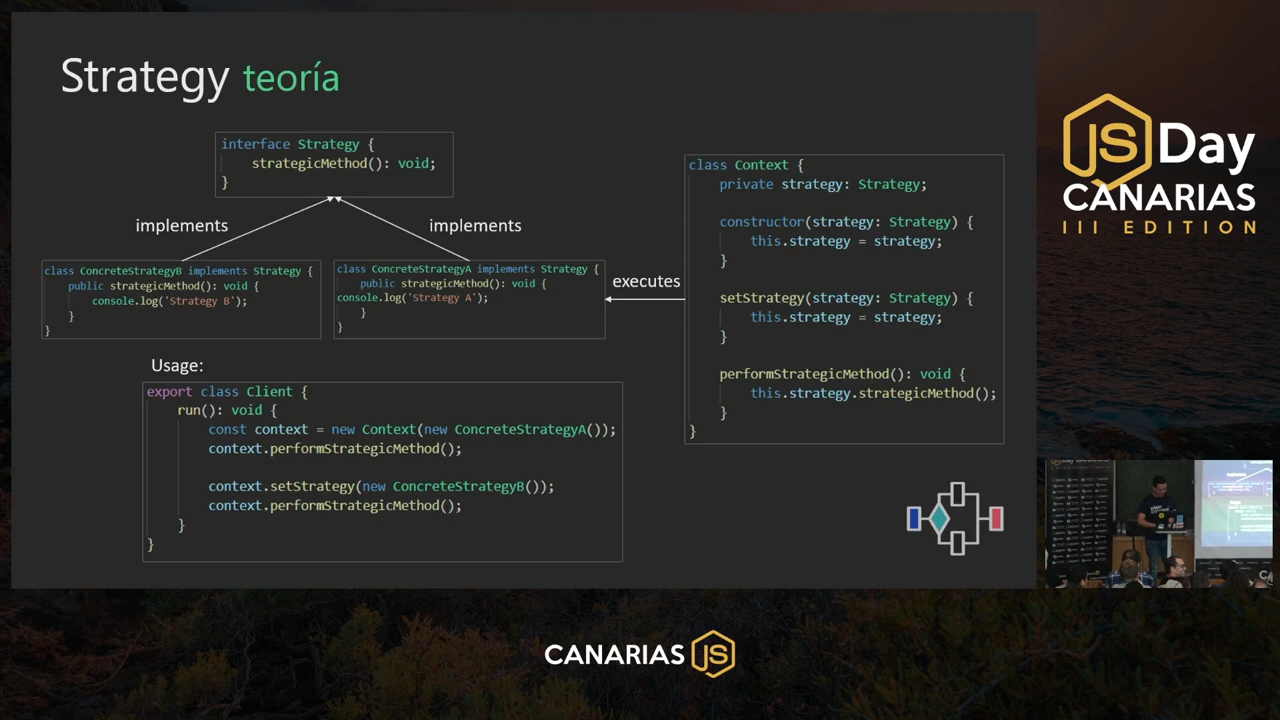 Strategy teoría
interface Strategy {
strategicMethod(): void;
}
implements
implements
class ConcreteStrategyB implements Strategy {
public strategicMethod(): void {
console.log('Strategy B');
}
}
class ConcreteStrategyA implements Strategy {
public strategicMethod(): void {
console.log('Strategy A');
}
}
executes
class Context {
private strategy: Strategy;
constructor(strategy: Strategy) {
this.strategy = strategy;
}
setStrategy(strategy: Strategy) {
this.strategy = strategy;
}
performStrategicMethod(): void {
this.strategy.strategicMethod();
}
}
Usage:
export class Client {
run(): void {
const context = new Context(new ConcreteStrategyA());
context.performStrategicMethod();
context.setStrategy(new ConcreteStrategyB());
context.performStrategicMethod();
}
}
JS Day
CANARIAS
III EDITION
CANARIAS JS